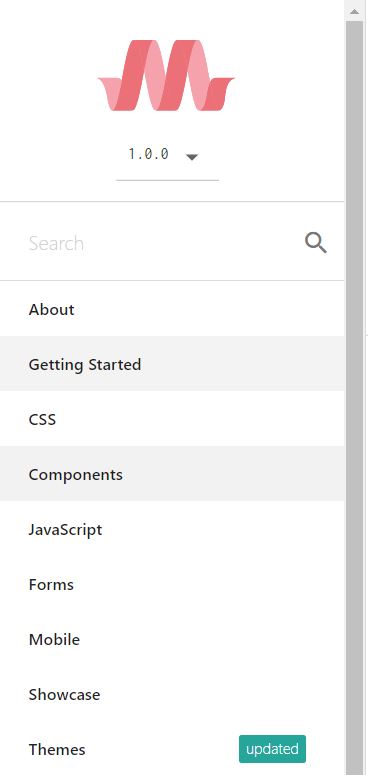 1.0.0
Search
About
Getting Started
CSS
Components
JavaScript
Forms
Mobile
Showcase
Themes updated